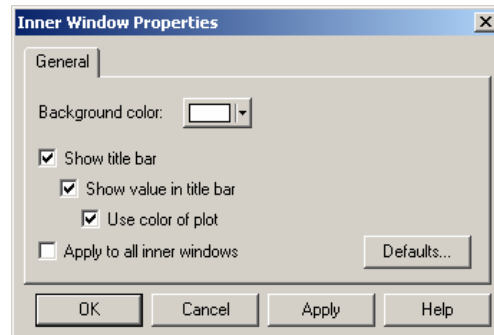 Inner Window Properties
General
Background color:
Show title bar
Show value in title bar
Use color of plot
Apply to all inner windows
Defaults...
OK Cancel Apply Help